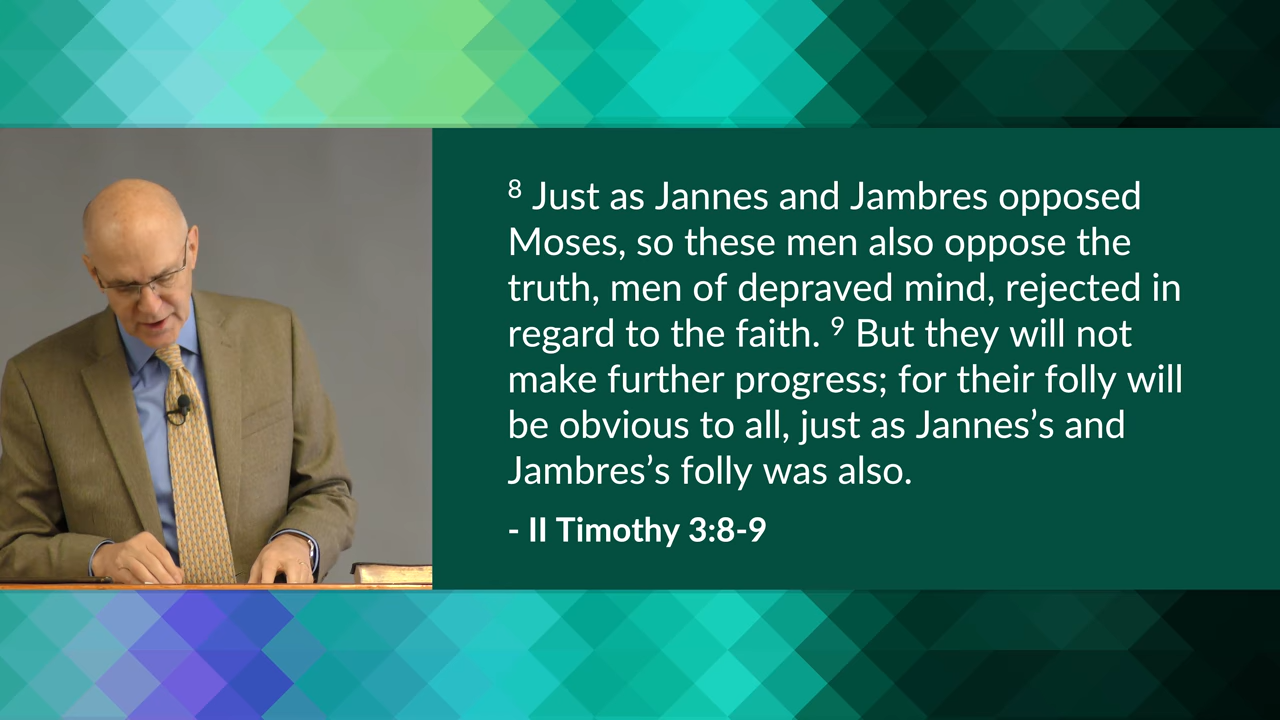 8 Just as Jannes and Jambres opposed
Moses, so these men also oppose the
truth, men of depraved mind, rejected in
regard to the faith. 9 But they will not
make further progress; for their folly will
be obvious to all, just as Jannes’s and
Jambres’s folly was also.
- II Timothy 3:8-9